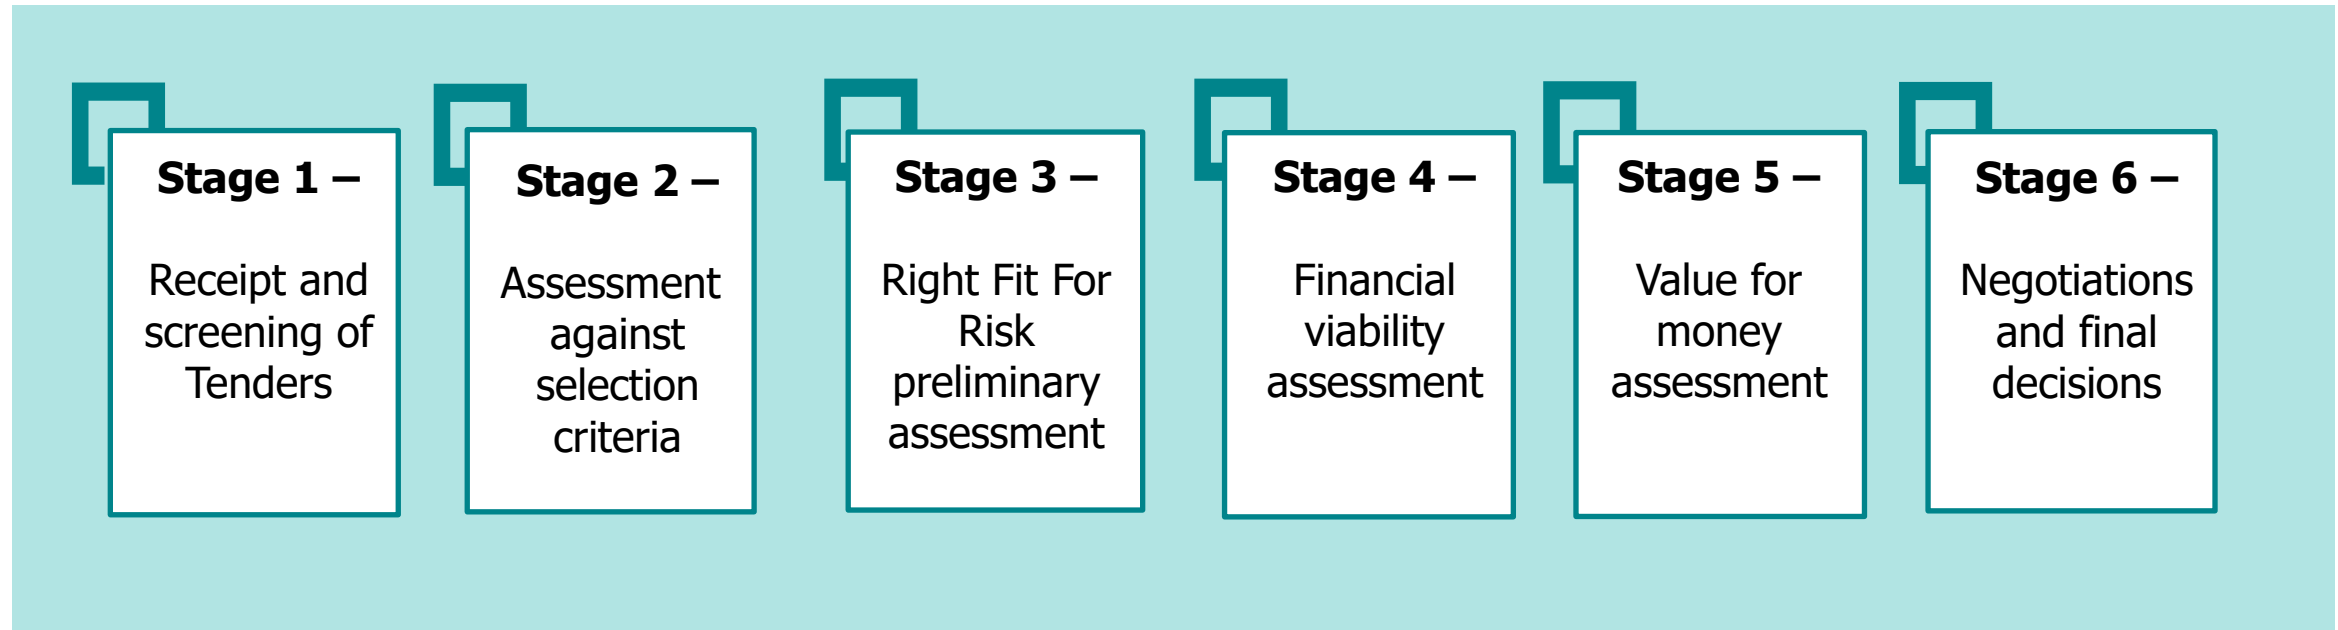 Stage 1 –
Receipt and
screening of
Tenders
Stage 2 –
Assessment
against
selection
criteria
Stage 3 –
Right Fit For
Risk
preliminary
assessment
Stage 4 –
Financial
viability
assessment
Stage 5 –
Value for
money
assessment
Stage 6 –
Negotiations
and final
decisions